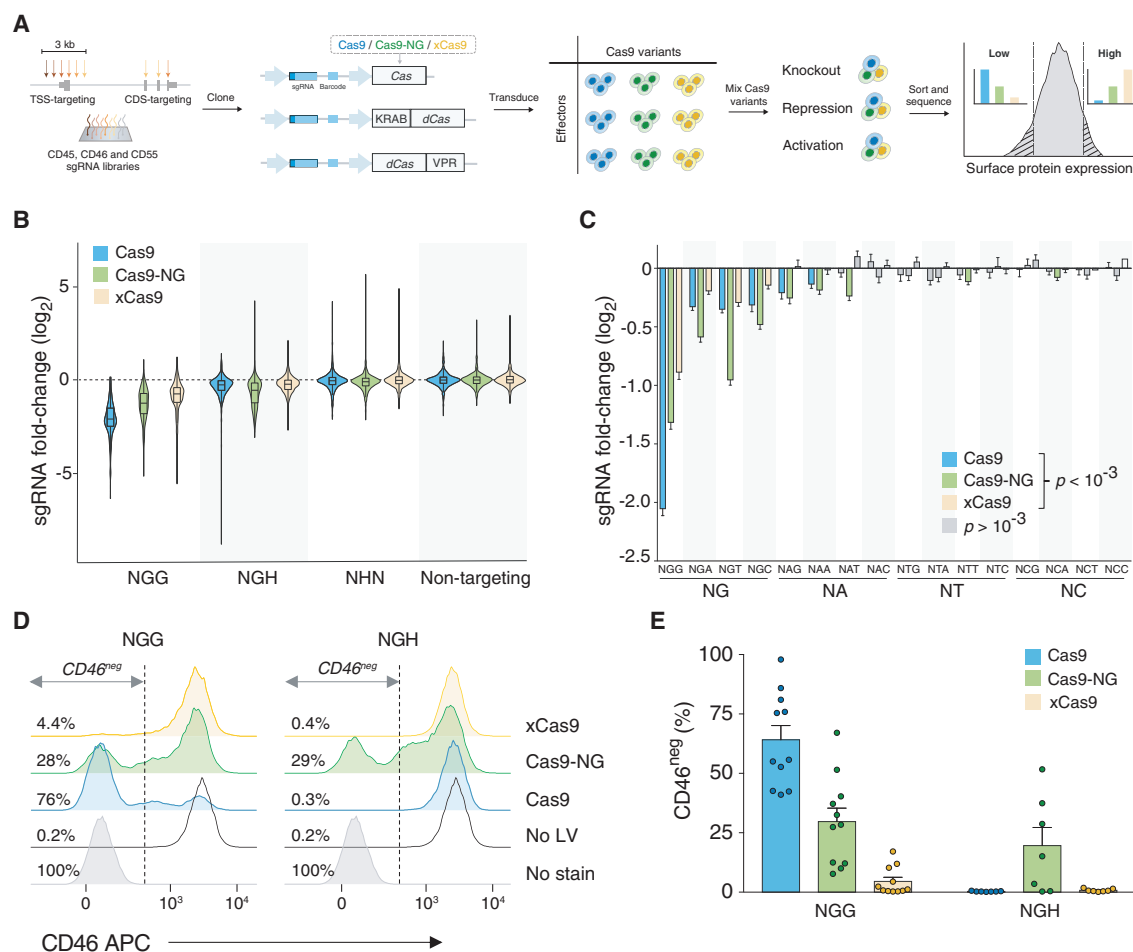 A
3 kb
TSS-targeting
CDS-targeting
CD45, CD46 and CD55
sgRNA libraries
Clone
Cas9 / Cas9-NG / xCas9
sgRNA
Barcode
Cas
KRAB
dCas
dCas
VPR
Transduce
Cas9 variants
Effectors
Mix Cas9
variants
Knockout
Repression
Activation
Sort and
sequence
Low
High
Surface protein expression
B
Cas9
Cas9-NG
xCas9
sgRNA fold-change (log2)
5
0
-5
NGG
NGH
NHN
Non-targeting
C
sgRNA fold-change (log2)
0
-0.5
-1.0
-1.5
-2.0
-2.5
Cas9
Cas9-NG
xCas9
p < 10-3
p > 10-3
NGG NGA NGT NGC NAG NAA NAT NAC NTG NTA NTT NTC NCG NCA NCT NCC
NG
NA
NT
NC
D
NGG
NGH
CD46neg
CD46neg
4.4%
0.4%
xCas9
28%
29%
Cas9-NG
76%
0.3%
Cas9
0.2%
0.2%
No LV
100%
100%
No stain
0 103 104
0 103 104
CD46 APC
E
CD46neg (%)
100
75
50
25
0
Cas9
Cas9-NG
xCas9
NGG
NGH